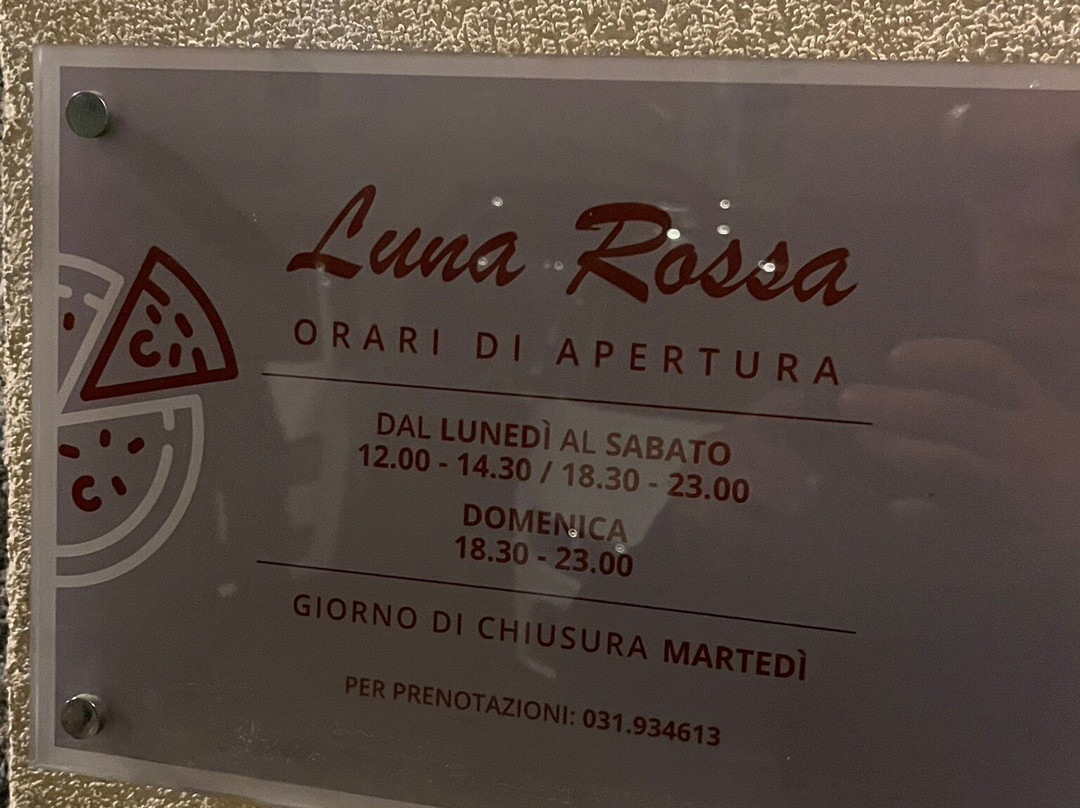 Luna Rossa
ORARI DI APERTURA
DAL LUNEDÌ AL SABATO
12.00 - 14.30 / 18.30 - 23.00
DOMENICA
18.30 - 23.00
GIORNO DI CHIUSURA MARTEDÌ
PER PRENOTAZIONI: 031.934613